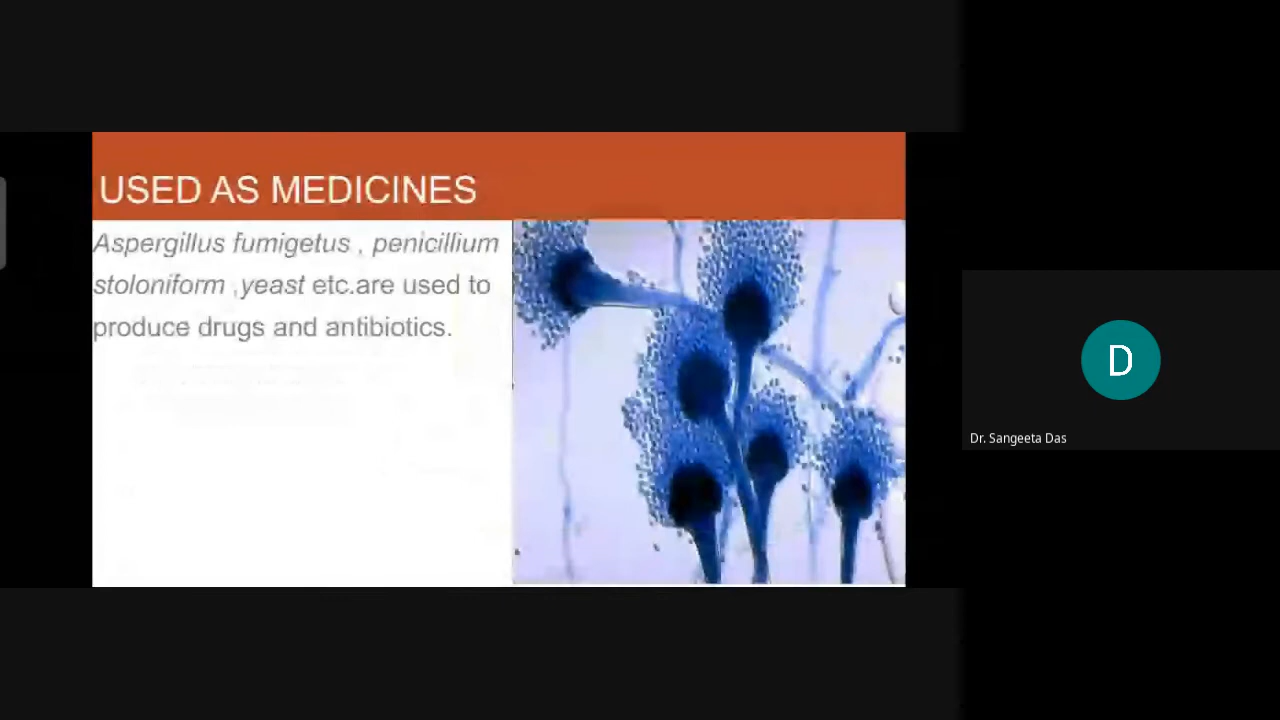 USED AS MEDICINES
Aspergillus fumigetus , penicillium
stoloniform ,yeast etc.are used to
produce drugs and antibiotics.
D
Dr. Sangeeta Das